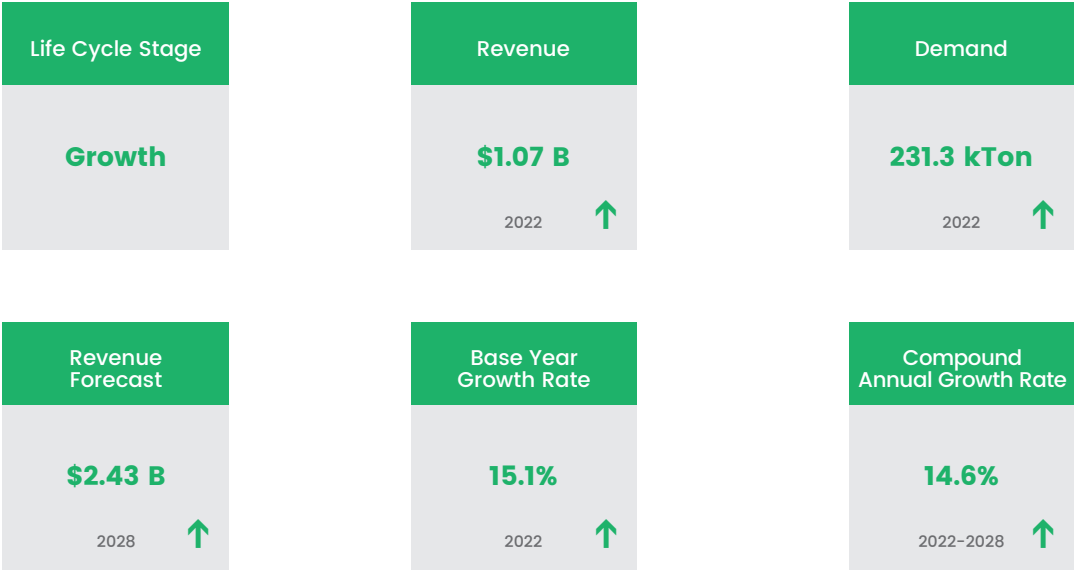 Life Cycle Stage
Growth
Revenue
$1.07 B
2022
Demand
231.3 kTon
2022
Revenue
Forecast
$2.43 B
2028
Base Year
Growth Rate
15.1%
2022
Compound
Annual Growth Rate
14.6%
2022-2028